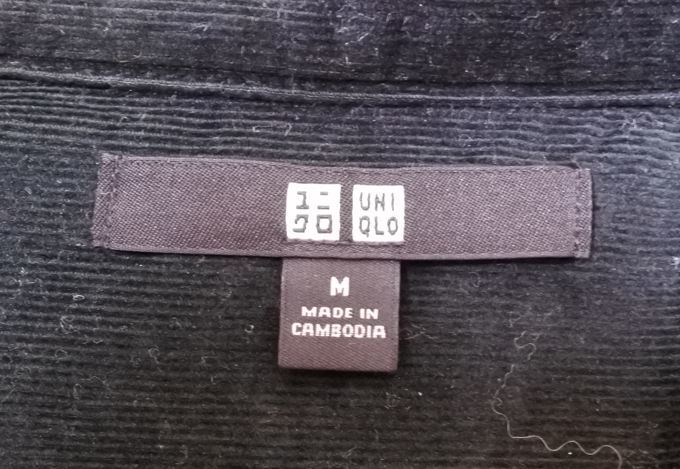 ユニ UNI
クロ QLO
M
MADE IN
CAMBODIA